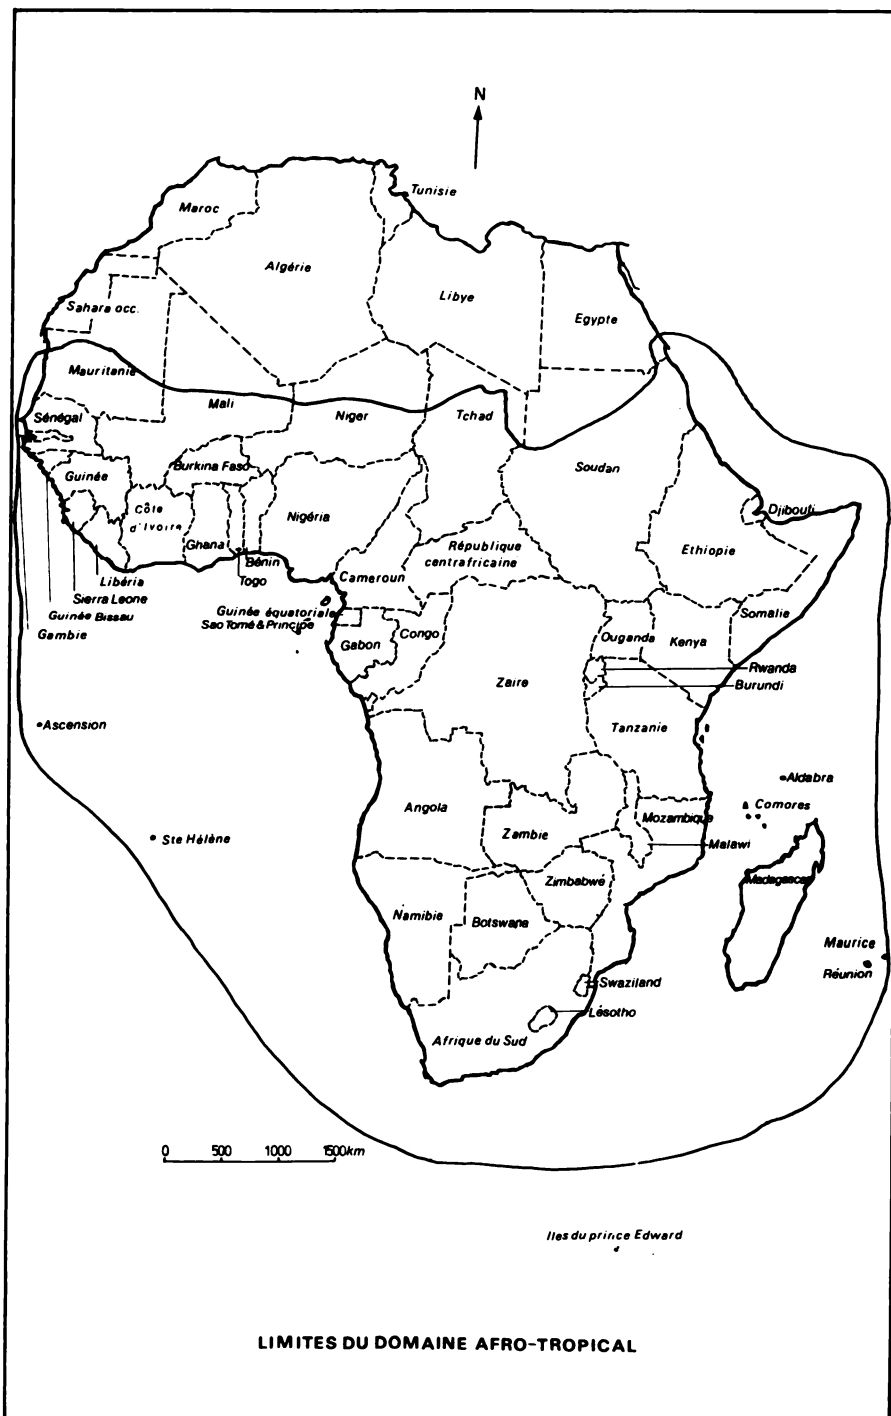 N
Tunisie
Maroc
Algérie
Libye
Sahara occ.
Egypte
Mauritanie
Mali
Niger
Tchad
Sénégal
Soudan
Burkina Faso
Guinée
Côte
d'Ivoire
Nigéria
Djibouti
Ghana
République
centrafricaine
Ethiopie
Bénin
Togo
Cameroun
Libéria
Sierra Leone
Guinée Bissau
Gambie
Guinée équatoriale
Sao Tomé & Principe
Somalie
Ouganda
Kenya
Gabon
Congo
Rwanda
Zaire
Burundi
Ascension
Tanzanie
Aldabra
Angola
Comores
Mozambique
Zambie
Malawi
Ste Hélène
Zimbabwé
Madagascar
Namibie
Botswana
Maurice
Réunion
Swaziland
Lésotho
Afrique du Sud
0 500 1000 1500km
Iles du prince Edward
LIMITES DU DOMAINE AFRO-TROPICAL